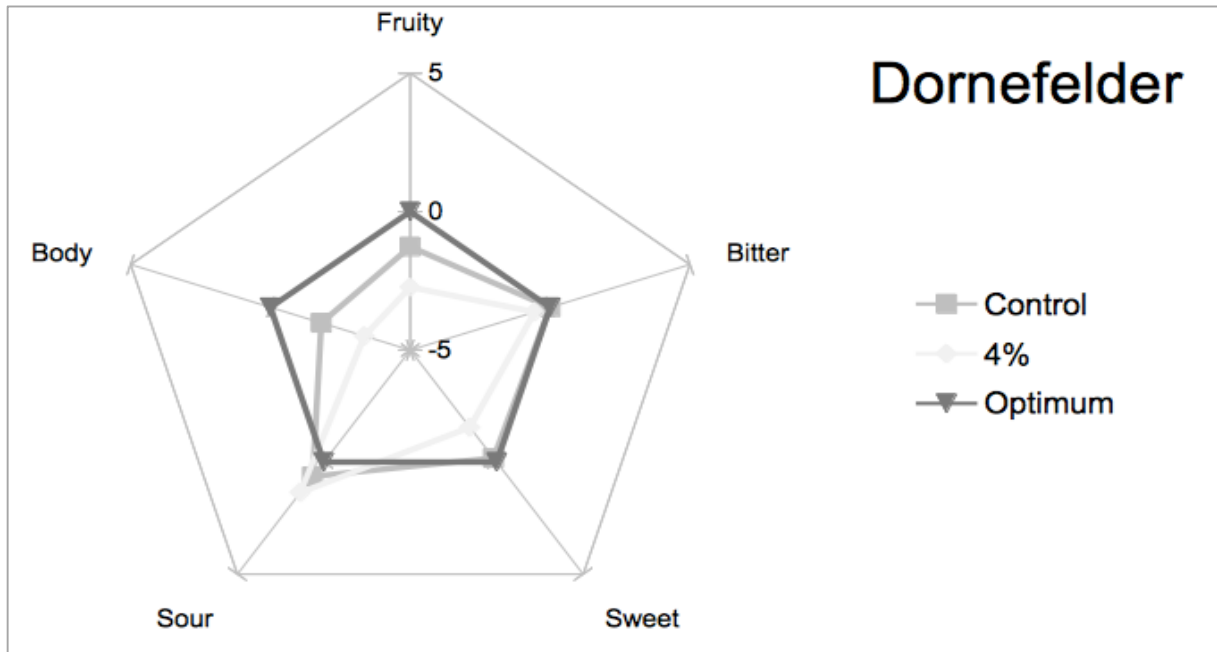 Fruity
Dornefelder
5
0
Body
Bitter
-5
Control
4%
Optimum
Sour
Sweet